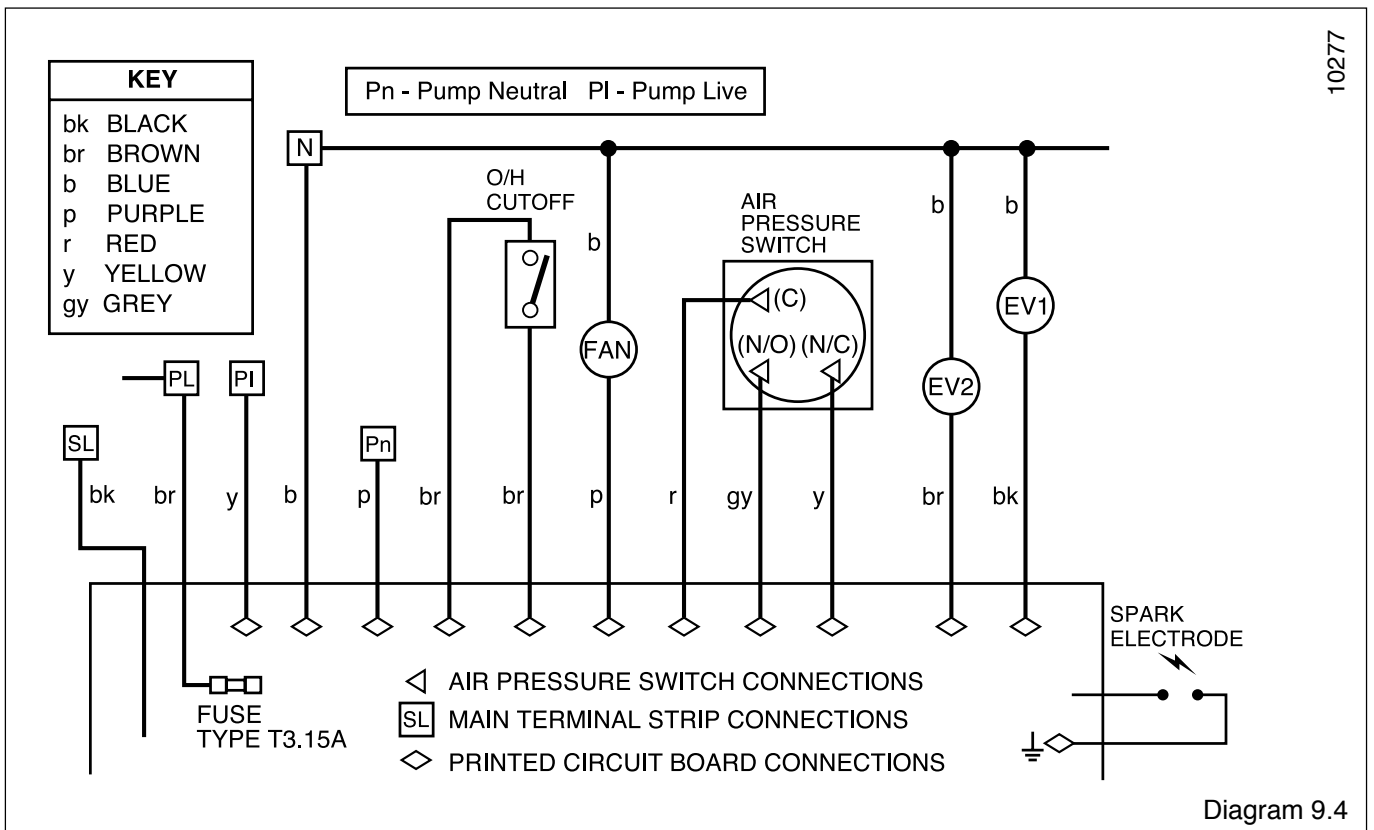 10277
KEY
bk BLACK
br BROWN
b BLUE
p PURPLE
r RED
y YELLOW
gy GREY
Pn - Pump Neutral Pl - Pump Live
N
O/H
CUTOFF
AIR
PRESSURE
SWITCH
b
b
b
(C)
EV1
FAN
(N/O) (N/C)
EV2
PL
Pl
SL
Pn
bk
br
y
b
p
br
br
p
r
gy
y
br
bk
SPARK
ELECTRODE
FUSE
TYPE T3.15A
AIR PRESSURE SWITCH CONNECTIONS
SL MAIN TERMINAL STRIP CONNECTIONS
PRINTED CIRCUIT BOARD CONNECTIONS
Diagram 9.4